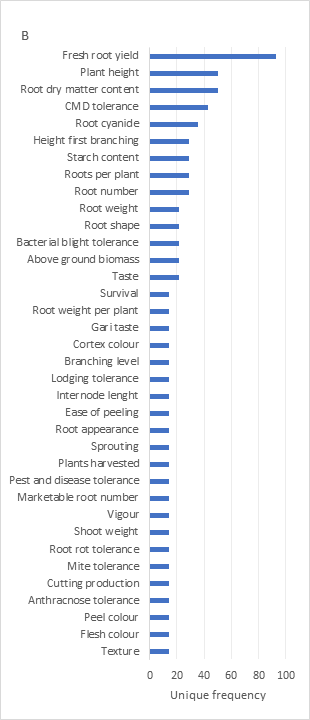 B
Fresh root yield
Plant height
Root dry matter content
CMD tolerance
Root cyanide
Height first branching
Starch content
Roots per plant
Root number
Root weight
Root shape
Bacterial blight tolerance
Above ground biomass
Taste
Survival
Root weight per plant
Gari taste
Cortex colour
Branching level
Lodging tolerance
Internode lenght
Ease of peeling
Root appearance
Sprouting
Plants harvested
Pest and disease tolerance
Marketable root number
Vigour
Shoot weight
Root rot tolerance
Mite tolerance
Cutting production
Anthracnose tolerance
Peel colour
Flesh colour
Texture
0 20 40 60 80 100
Unique frequency